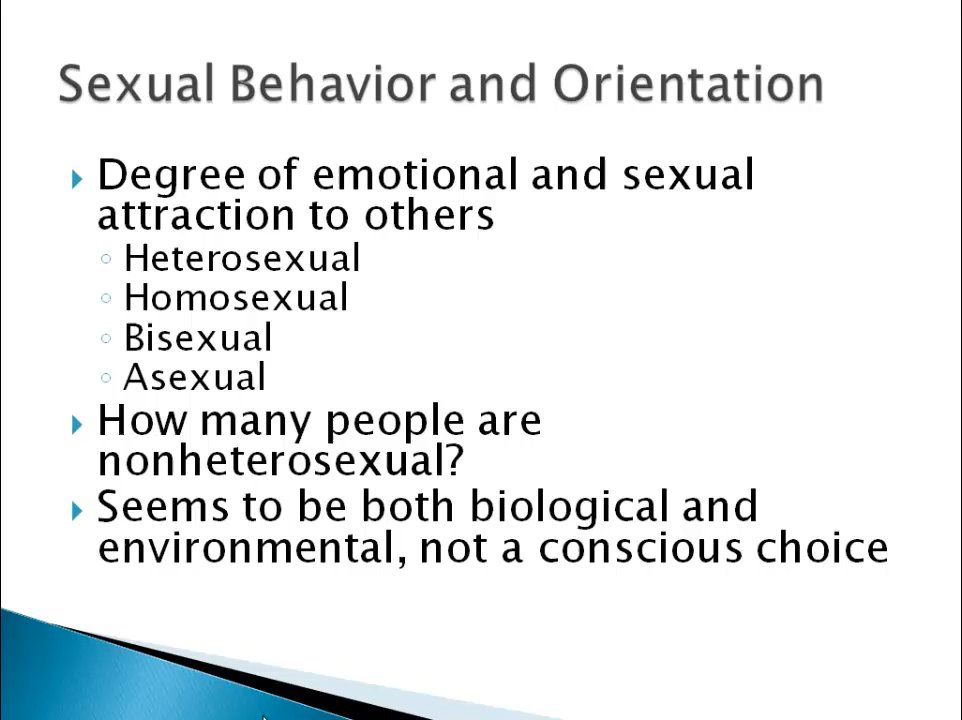 Sexual Behavior and Orientation
Degree of emotional and sexual
attraction to others
Heterosexual
Homosexual
Bisexual
Asexual
How many people are
nonheterosexual?
Seems to be both biological and
environmental, not a conscious choice